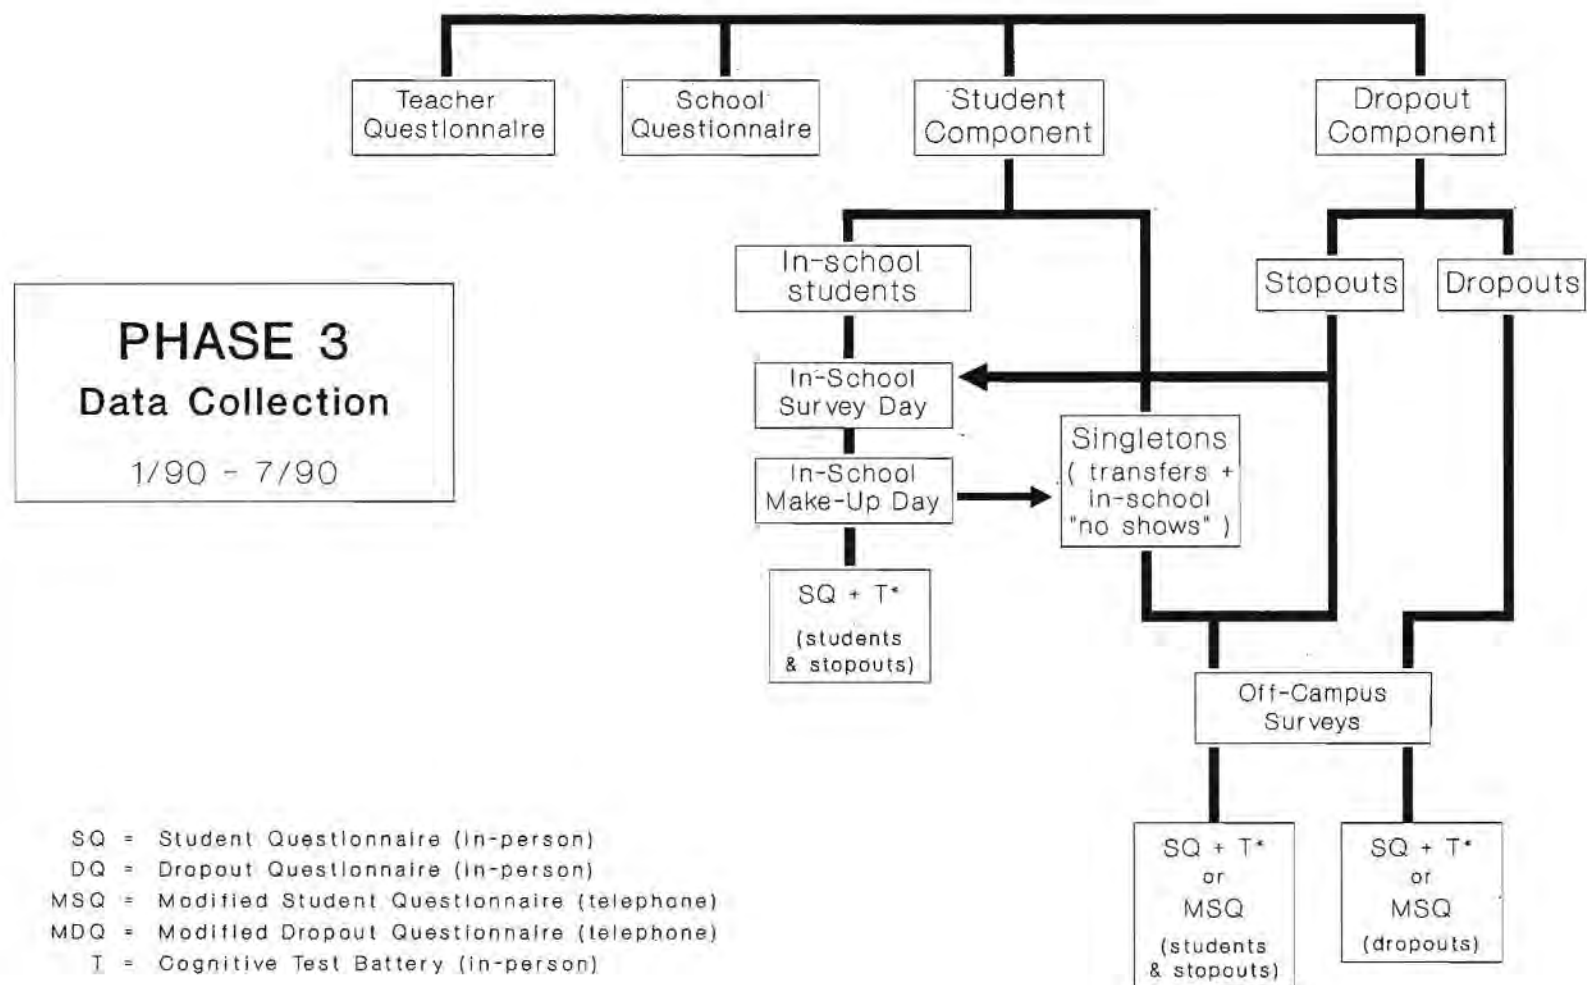 Teacher
Questionnaire
School
Questionnaire
Student
Component
Dropout
Component
In-school
students
Stopouts
Dropouts
PHASE 3
Data Collection
1/90 - 7/90
In-School
Survey Day
In-School
Make-Up Day
Singletons
( transfers +
in-school
"no shows" )
SQ + T*
(students
& stopouts)
Off-Campus
Surveys
SQ + T*
or
MSQ
(students
& stopouts)
SQ + T*
or
MSQ
(dropouts)
SQ = Student Questionnaire (in-person)
DQ = Dropout Questionnaire (in-person)
MSQ = Modified Student Questionnaire (telephone)
MDQ = Modified Dropout Questionnaire (telephone)
T = Cognitive Test Battery (in-person)